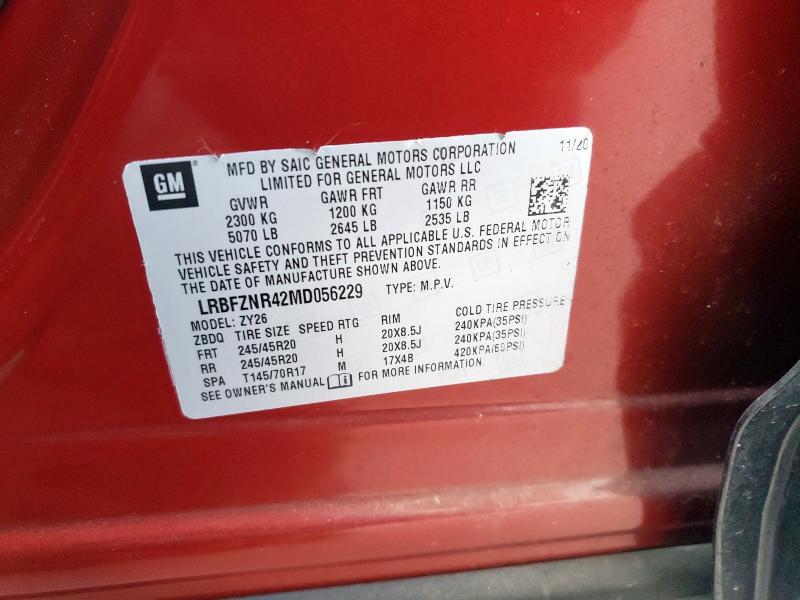 GM
MFD BY SAIC GENERAL MOTORS CORPORATION 11/20
LIMITED FOR GENERAL MOTORS LLC
GVWR GAWR FRT GAWR RR
2300 KG 1200 KG 1150 KG
5070 LB 2645 LB 2535 LB
THIS VEHICLE CONFORMS TO ALL APPLICABLE U.S. FEDERAL MOTOR
VEHICLE SAFETY AND THEFT PREVENTION STANDARDS IN EFFECT ON
THE DATE OF MANUFACTURE SHOWN ABOVE.
LRBFZNR42MD056229 TYPE: M.P.V.
MODEL: ZY26
ZBDQ TIRE SIZE SPEED RTG RIM COLD TIRE PRESSURE
FRT 245/45R20 H 20X8.5J 240KPA(35PSI)
RR 245/45R20 H 20X8.5J 240KPA(35PSI)
SPA T145/70R17 M 17X4B 420KPA(60PSI)
SEE OWNER'S MANUAL FOR MORE INFORMATION.